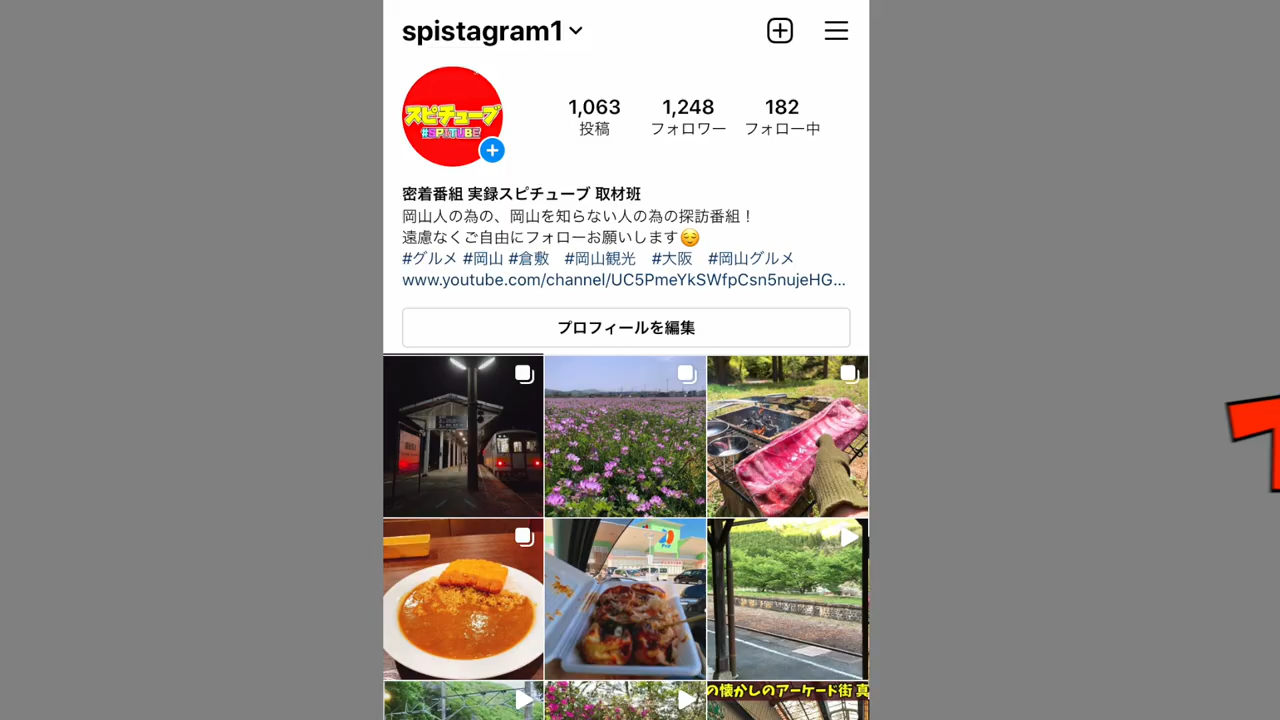 spistagram1
スピチューブ
#SPITUBE
1,063 1,248 182
投稿 フォロワー フォロー中
密着番組 実録スピチューブ 取材班
岡山人の為の、岡山を知らない人の為の探訪番組！
遠慮なくご自由にフォローお願いします😌
#グルメ #岡山 #倉敷　#岡山観光　#大阪　#岡山グルメ
www.youtube.com/channel/UC5PmeYkSWfpCsn5nujeHG...
プロフィールを編集
の懐かしのアーケード街 真